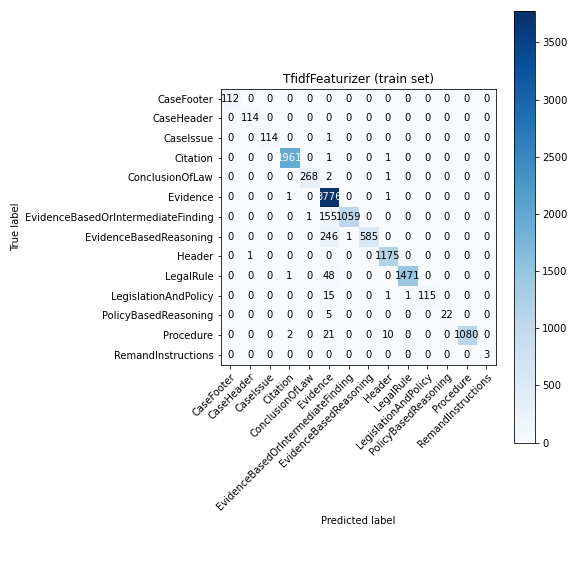 TfidfFeaturizer (train set)
CaseFooter 112 0 0 0 0 0 0 0 0 0 0 0 0 0
CaseHeader 0 114 0 0 0 0 0 0 0 0 0 0 0 0
CaseIssue 0 0 114 0 0 1 0 0 0 0 0 0 0 0
Citation 0 0 0 1961 0 1 0 0 1 0 0 0 0 0
ConclusionOfLaw 0 0 0 0 268 2 0 0 1 0 0 0 0 0
Evidence 0 0 0 1 0 3776 0 0 1 0 0 0 0 0
EvidenceBasedOrIntermediateFinding 0 0 0 0 1 155 1059 0 0 0 0 0 0 0
EvidenceBasedReasoning 0 0 0 0 0 246 1 585 0 0 0 0 0 0
Header 0 1 0 0 0 0 0 0 1175 0 0 0 0 0
LegalRule 0 0 0 1 0 48 0 0 0 1471 0 0 0 0
LegislationAndPolicy 0 0 0 0 0 15 0 0 1 1 115 0 0 0
PolicyBasedReasoning 0 0 0 0 0 5 0 0 0 0 0 22 0 0
Procedure 0 0 0 2 0 21 0 0 10 0 0 0 1080 0
RemandInstructions 0 0 0 0 0 0 0 0 0 0 0 0 0 3
True label
CaseFooter
CaseHeader
CaseIssue
Citation
ConclusionOfLaw
Evidence
EvidenceBasedOrIntermediateFinding
EvidenceBasedReasoning
Header
LegalRule
LegislationAndPolicy
PolicyBasedReasoning
Procedure
RemandInstructions
Predicted label
3500
3000
2500
2000
1500
1000
500
0